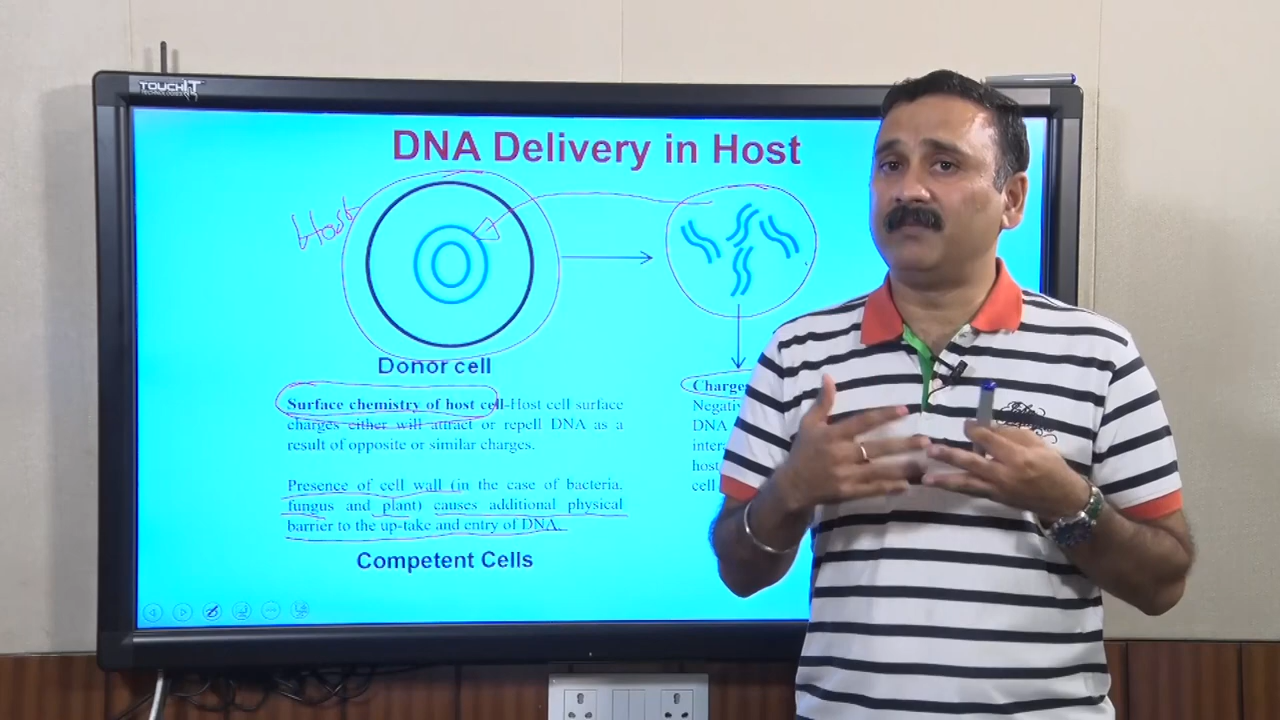 TOUCHIT
TECHNOLOGIES
DNA Delivery in Host
Host
Donor cell
Surface chemistry of host cell-Host cell surface
charges either will attract or repell DNA as a
result of opposite or similar charges.
Presence of cell wall (in the case of bacteria,
fungus and plant) causes additional physical
barrier to the up-take and entry of DNA.
Competent Cells
DNA
host
cell